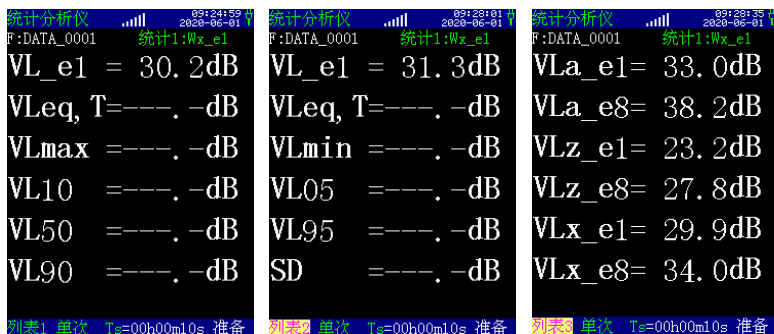 统计分析仪 09:24:59
2020-06-01
F:DATA_0001 统计1:Wx_e1
VL_e1 = 30.2dB
VLeq,T=---.-dB
VLmax =---.-dB
VL10 =---.-dB
VL50 =---.-dB
VL90 =---.-dB
列表1 单次 Ts=00h00m10s 准备
统计分析仪 09:28:01
2020-06-01
F:DATA_0001 统计1:Wx_e1
VL_e1 = 31.3dB
VLeq,T=---.-dB
VLmin =---.-dB
VL05 =---.-dB
VL95 =---.-dB
SD =---.-dB
列表2 单次 Ts=00h00m10s 准备
统计分析仪 09:28:35
2020-06-01
F:DATA_0001 统计1:Wx_e1
VLa_e1= 33.0dB
VLa_e8= 38.2dB
VLz_e1= 23.2dB
VLz_e8= 27.8dB
VLx_e1= 29.9dB
VLx_e8= 34.0dB
列表3 单次 Ts=00h00m10s 准备